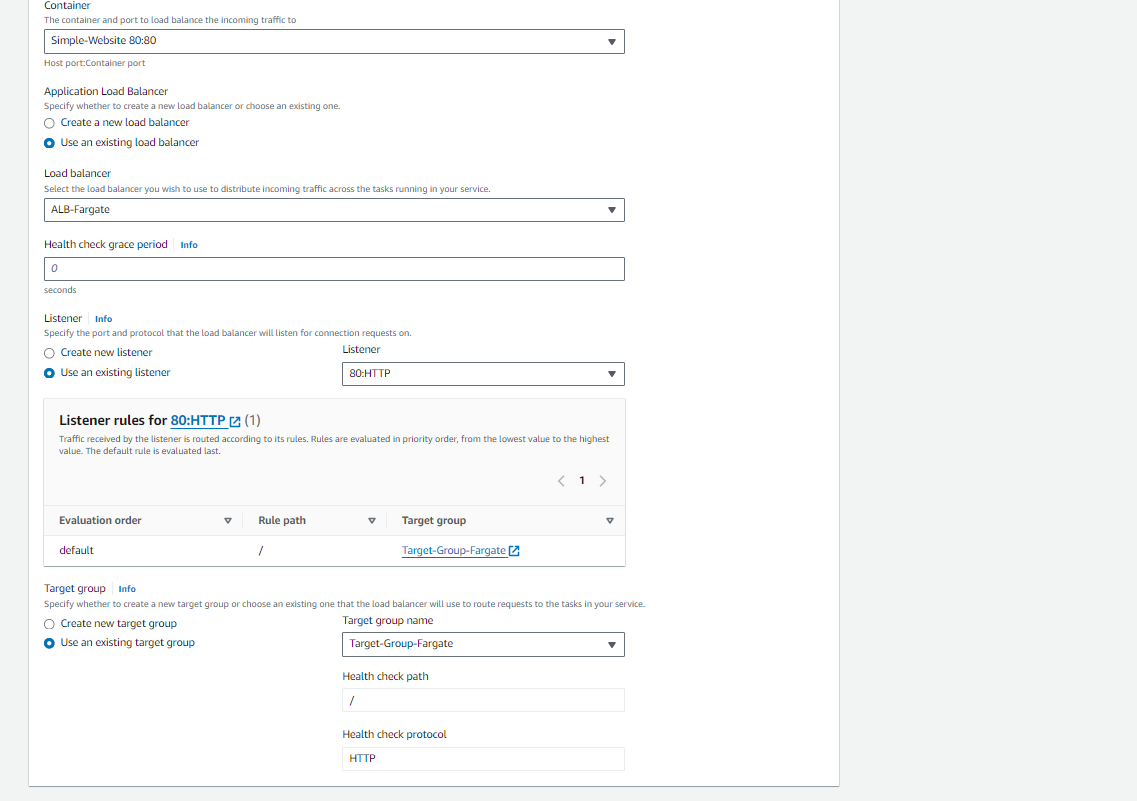 Container
The container and port to load balance the incoming traffic to
Simple-Website 80:80
Host port:Container port
Application Load Balancer
Specify whether to create a new load balancer or choose an existing one.
Create a new load balancer
Use an existing load balancer
Load balancer
Select the load balancer you wish to use to distribute incoming traffic across the tasks running in your service.
ALB-Fargate
Health check grace period Info
0
seconds
Listener Info
Specify the port and protocol that the load balancer will listen for connection requests on.
Create new listener
Use an existing listener
Listener
80:HTTP
Listener rules for 80:HTTP (1)
Traffic received by the listener is routed according to its rules. Rules are evaluated in priority order, from the lowest value to the highest
value. The default rule is evaluated last.
1
Evaluation order Rule path Target group
default / Target-Group-Fargate
Target group Info
Specify whether to create a new target group or choose an existing one that the load balancer will use to route requests to the tasks in your service.
Create new target group
Use an existing target group
Target group name
Target-Group-Fargate
Health check path
/
Health check protocol
HTTP